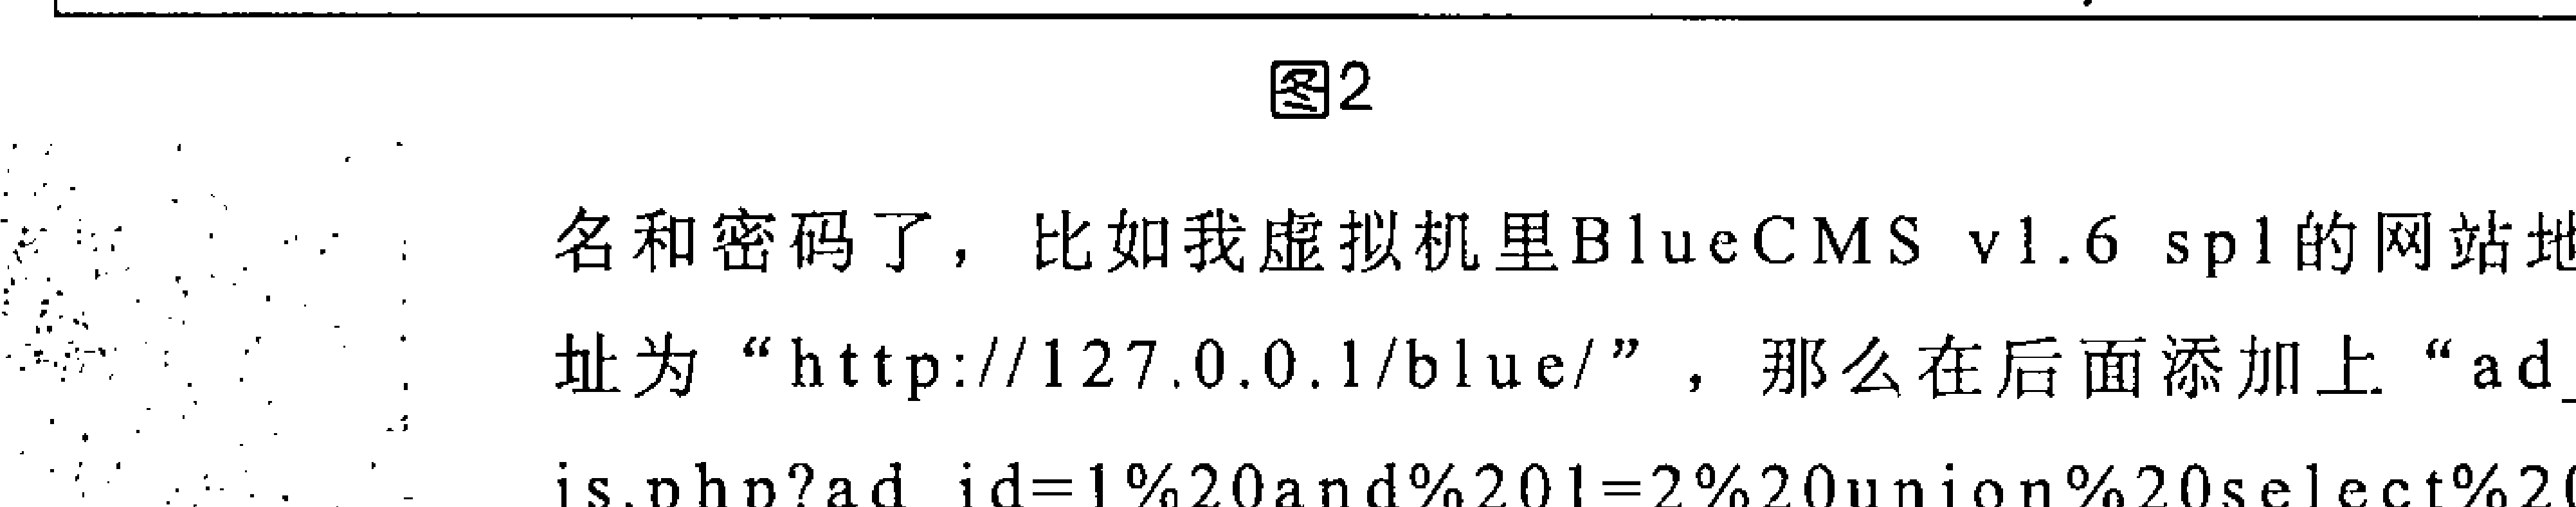 图2
名和密码了，比如我虚拟机里BlueCMS v1.6 sp1的网站地
址为“http://127.0.0.1/blue/”，那么在后面添加上“ad_
js.php?ad_id=1%20and%201=2%20union%20select%20